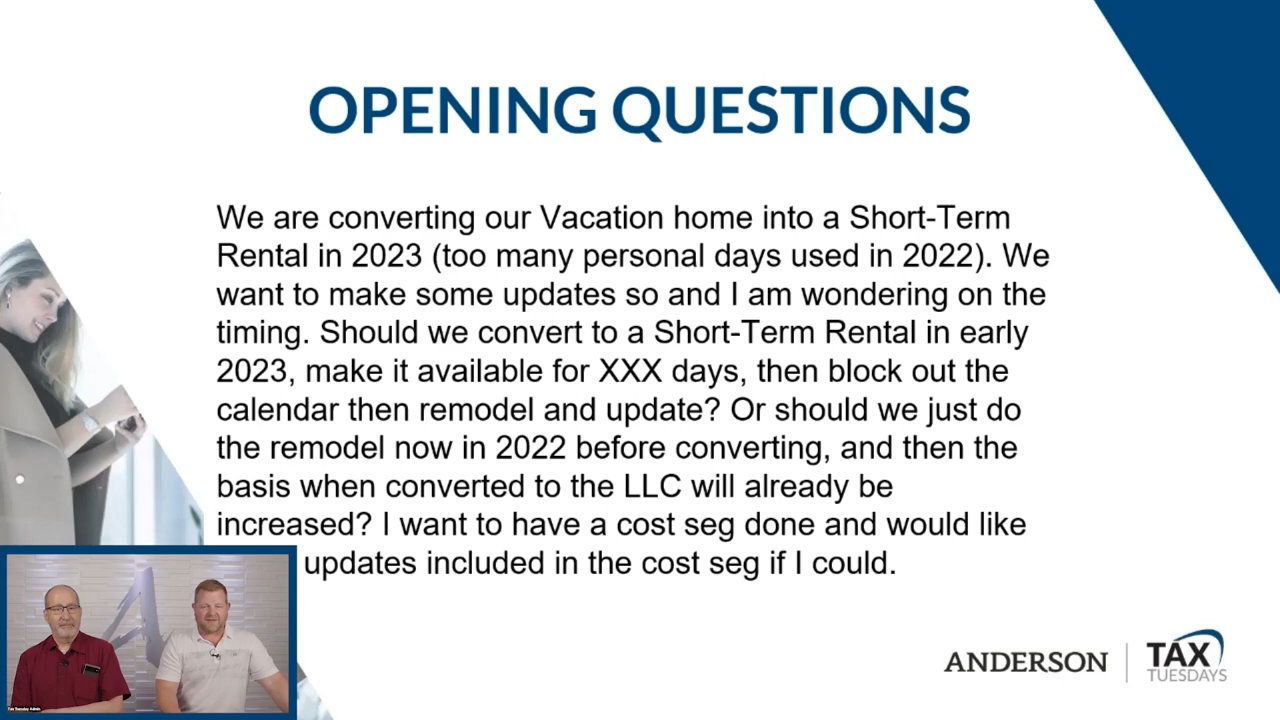 OPENING QUESTIONS
We are converting our Vacation home into a Short-Term
Rental in 2023 (too many personal days used in 2022). We
want to make some updates so and I am wondering on the
timing. Should we convert to a Short-Term Rental in early
2023, make it available for XXX days, then block out the
calendar then remodel and update? Or should we just do
the remodel now in 2022 before converting, and then the
basis when converted to the LLC will already be
increased? I want to have a cost seg done and would like
updates included in the cost seg if I could.
Tax Tuesday Admin
ANDERSON
TAX
TUESDAYS